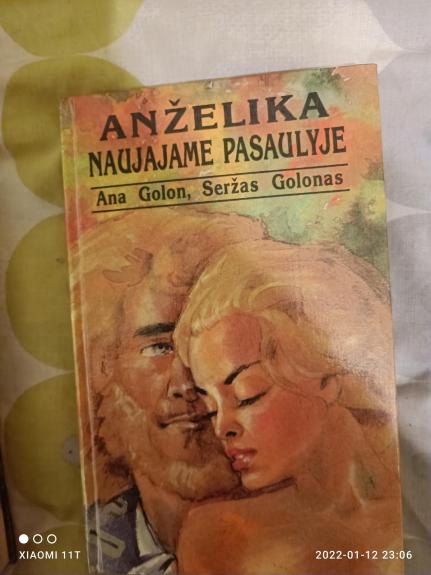 ANŽELIKA
NAUJAJAME PASAULYJE
Ana Golon, Seržas Golonas
XIAOMI 11T
2022-01-12 23:06